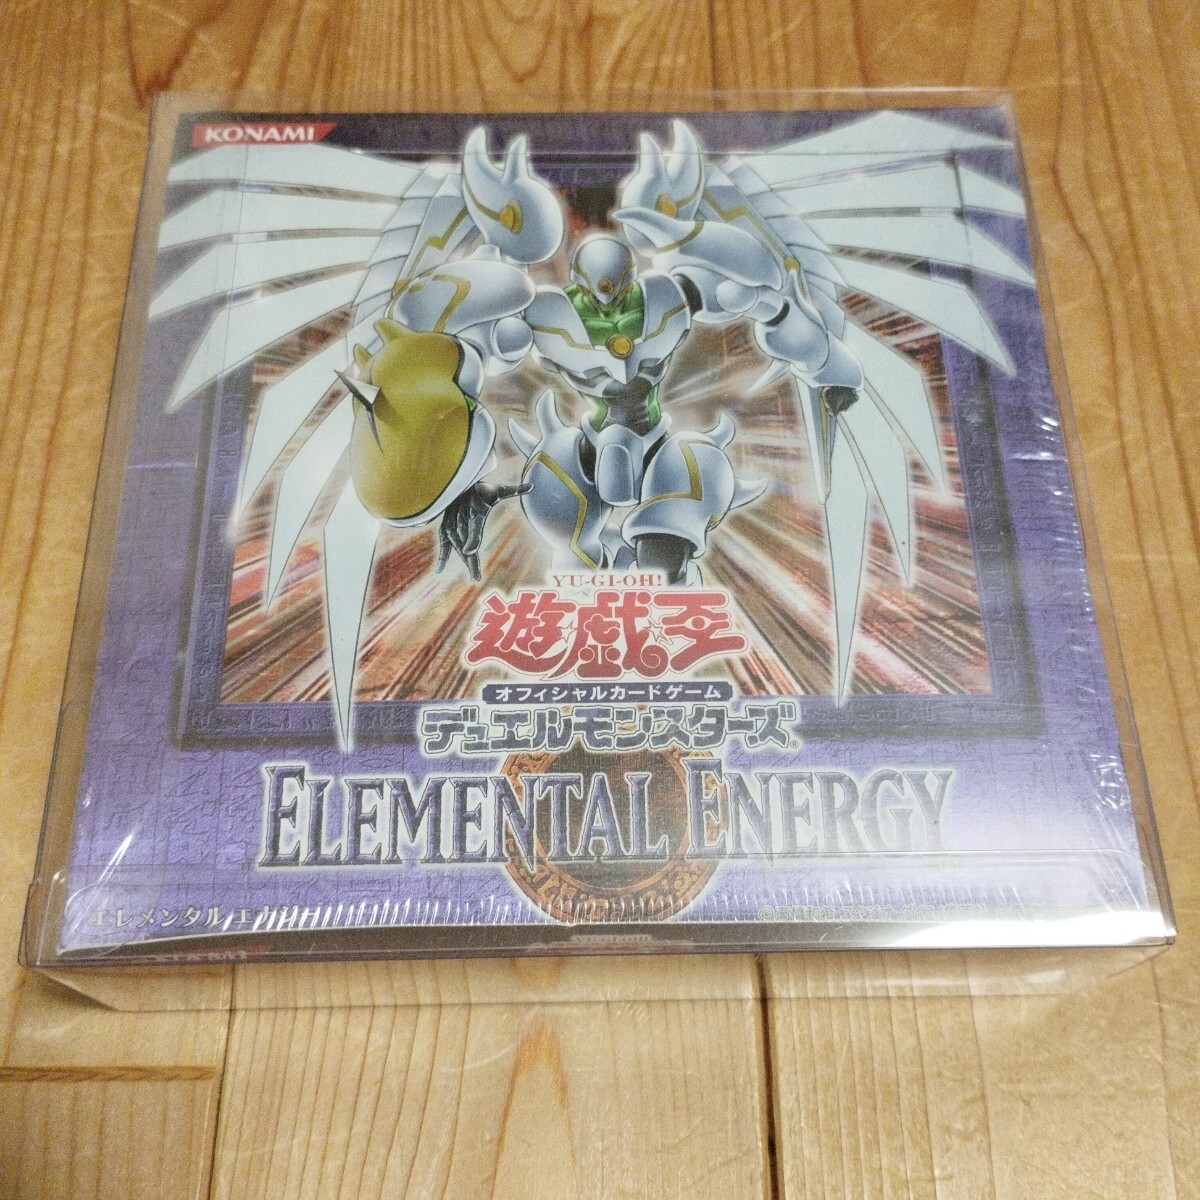 KONAMI
YU-GI-OH!
遊戯王
オフィシャルカードゲーム
デュエルモンスターズ®
ELEMENTAL ENERGY
エレメンタル エナジー